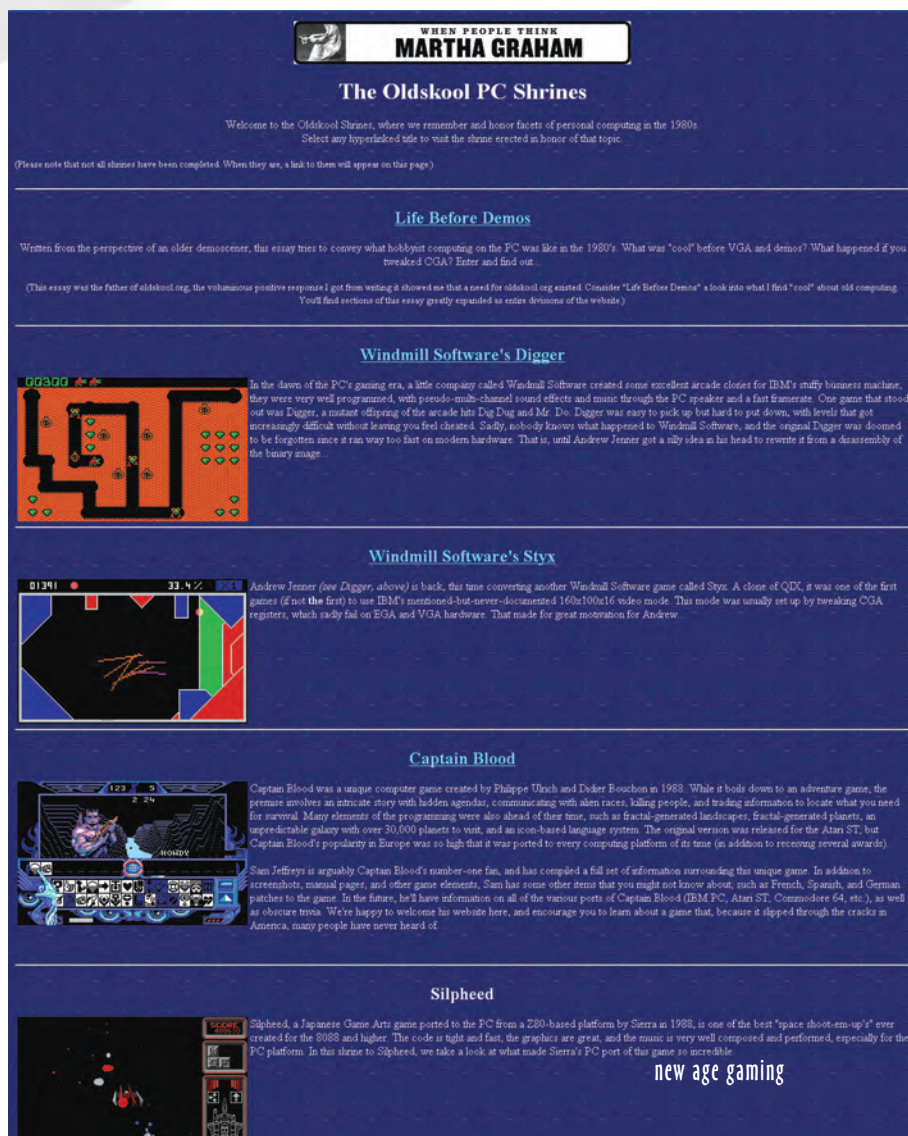 WHEN PEOPLE THINK
MARTHA GRAHAM
The Oldskool PC Shrines
Welcome to the Oldskool Shrines, where we remember and honor facets of personal computing in the 1980s.
Select any hyperlinked title to visit the shrine erected in honor of that topic.
(Please note that not all shrines have been completed. When they are, a link to them will appear on this page.)
Life Before Demos
Written from the perspective of an older demoscener, this essay tries to convey what hobbyist computing on the PC was like in the 1980's. What was "cool" before VGA and demos? What happened if you
tweaked CGA? Enter and find out...
(This essay was the father of oldskool.org; the voluminous positive response I got from writing it showed me that a need for oldskool.org existed. Consider "Life Before Demos" a look into what I find "cool" about old computing.
You'll find sections of this essay greatly expanded as entire divisions of the website.)
Windmill Software's Digger
00300
In the dawn of the PC's gaming era, a little company called Windmill Software created some excellent arcade clones for IBM's stuffy business machine;
they were very well programmed, with pseudo-multi-channel sound effects and music through the PC speaker and a fast framerate. One game that stood
out was Digger, a mutant offspring of the arcade hits Dig Dug and Mr. Do. Digger was easy to pick up but hard to put down, with levels that got
increasingly difficult without leaving you feel cheated. Sadly, nobody knows what happened to Windmill Software, and the original Digger was doomed
to be forgotten since it ran way too fast on modern hardware. That is, until Andrew Jenner got a silly idea in his head to rewrite it from a disassembly of
the binary image...
Windmill Software's Styx
01391 33.4%
Andrew Jenner (see Digger, above) is back, this time converting another Windmill Software game called Styx. A clone of QIX, it was one of the first
games (if not the first) to use IBM's mentioned-but-never-documented 160x100x16 video mode. This mode was usually set up by tweaking CGA
registers, which sadly fail on EGA and VGA hardware. That made for great motivation for Andrew...
Captain Blood
123 5
2 24
HOWDY
Captain Blood was a unique computer game created by Philippe Ulrich and Didier Bouchon in 1988. While it boils down to an adventure game, the
premise involves an intricate story with hidden agendas, communicating with alien races, killing people, and trading information to locate what you need
for survival. Many elements of the programming were also ahead of their time, such as fractal-generated landscapes, fractal-generated planets, an
unpredictable galaxy with over 30,000 planets to visit, and an icon-based language system. The original version was released for the Atari ST, but
Captain Blood's popularity in Europe was so high that it was ported to every computing platform of its time (in addition to receiving several awards).
Sam Jeffreys is arguably Captain Blood's number-one fan, and has compiled a full set of information surrounding this unique game. In addition to
screenshots, manual pages, and other game elements, Sam has some other items that you might not know about, such as French, Spanish, and German
patches to the game. In the future, he'll have information on all of the various ports of Captain Blood (IBM PC, Atari ST, Commodore 64, etc.), as well
as obscure trivia. We're happy to welcome his website here, and encourage you to learn about a game that, because it slipped through the cracks in
America, many people have never heard of.
Silpheed
SCORE
Silpheed, a Japanese Game Arts game ported to the PC from a Z80-based platform by Sierra in 1988, is one of the best "space shoot-em-up's" ever
created for the 8088 and higher. The code is tight and fast, the graphics are great, and the music is very well composed and performed, especially for the
PC platform. In this shrine to Silpheed, we take a look at what made Sierra's PC port of this game so incredible.
new age gaming